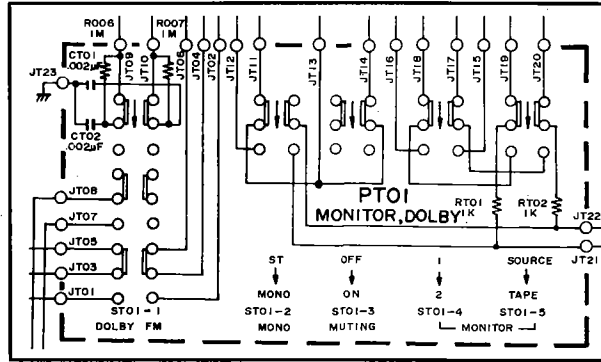 R006
1M
R007
1M
CT01
.002µF
JT23
JT09
JT10
JT06
JT04
JT02
JT12
JT11
JT13
JT14
JT16
JT18
JT17
JT15
JT19
JT20
CT02
.002µF
JT08
JT07
JT05
JT03
JT01
PT01
MONITOR, DOLBY
RT01
1K
RT02
1K
JT22
JT21
ST
OFF
1
SOURCE
MONO
ON
2
TAPE
ST01-1
ST01-2
ST01-3
ST01-4
ST01-5
DOLBY FM
MONO
MUTING
MONITOR